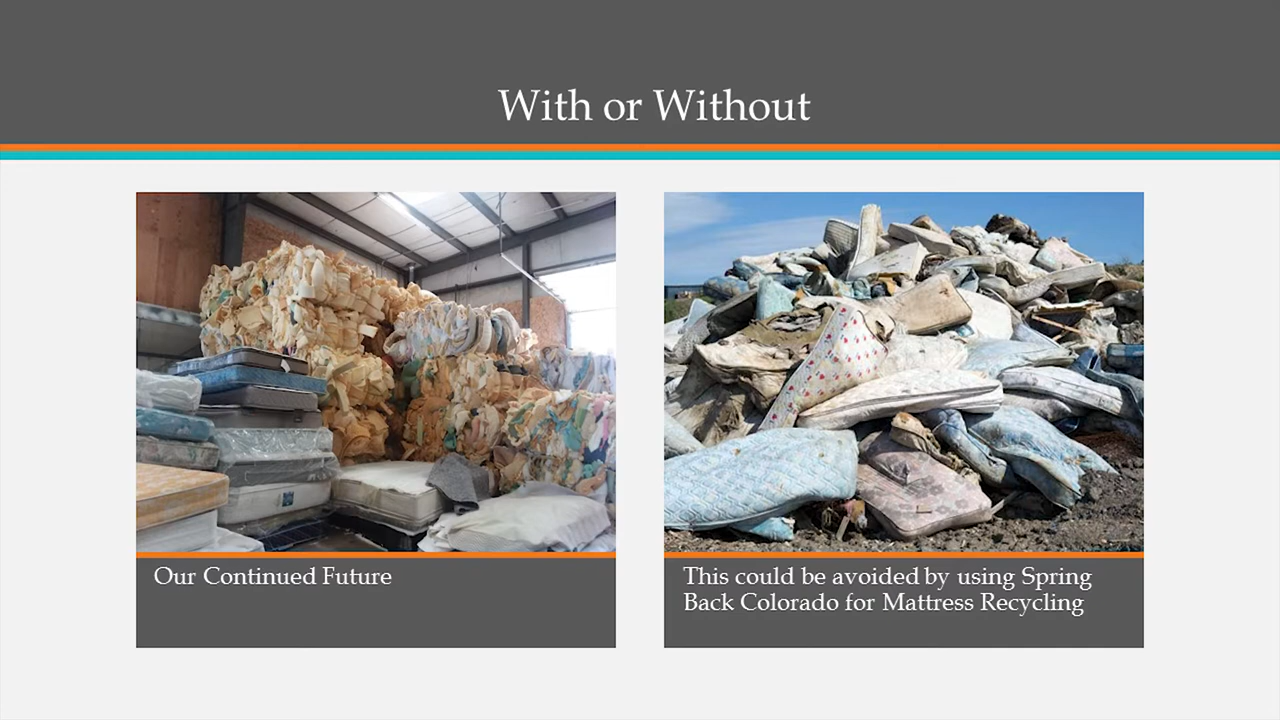 With or Without
Our Continued Future
This could be avoided by using Spring
Back Colorado for Mattress Recycling